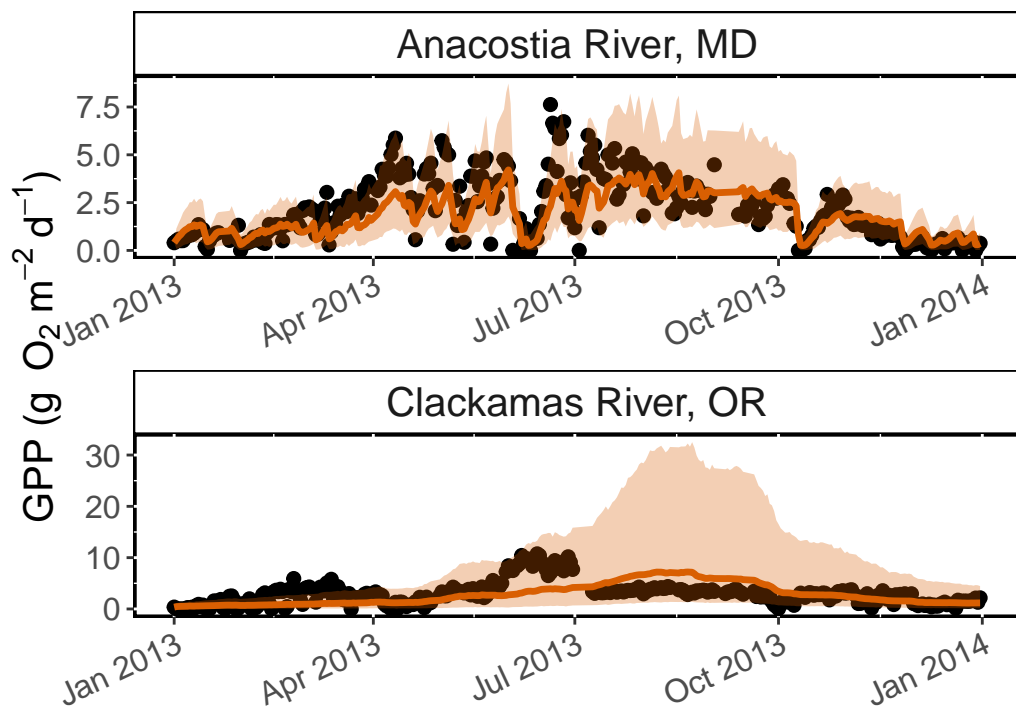 Anacostia River, MD
7.5
5.0
2.5
0.0
Jan 2013
Apr 2013
Jul 2013
Oct 2013
Jan 2014
GPP (g O₂ m⁻² d⁻¹)
Clackamas River, OR
30
20
10
0
Jan 2013
Apr 2013
Jul 2013
Oct 2013
Jan 2014